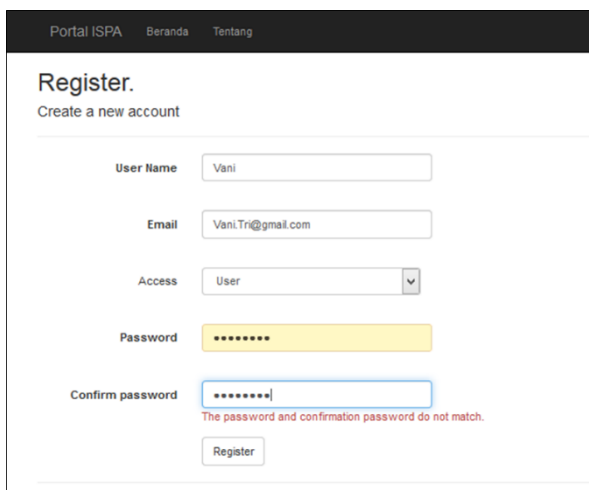 Portal ISPA Beranda Tentang
Register.
Create a new account
User Name Vani
Email Vani.Tri@gmail.com
Access User
Password ••••••••
Confirm password ••••••••
The password and confirmation password do not match.
Register